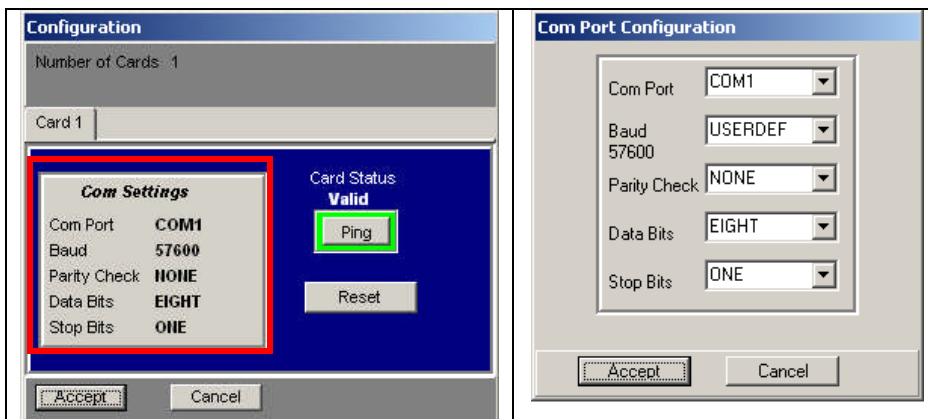 Configuration
Number of Cards 1
Card 1
Com Settings
Com Port COM1
Baud 57600
Parity Check NONE
Data Bits EIGHT
Stop Bits ONE
Card Status
Valid
Ping
Reset
Accept Cancel
Com Port Configuration
Com Port COM1
Baud USERDEF
57600
Parity Check NONE
Data Bits EIGHT
Stop Bits ONE
Accept Cancel